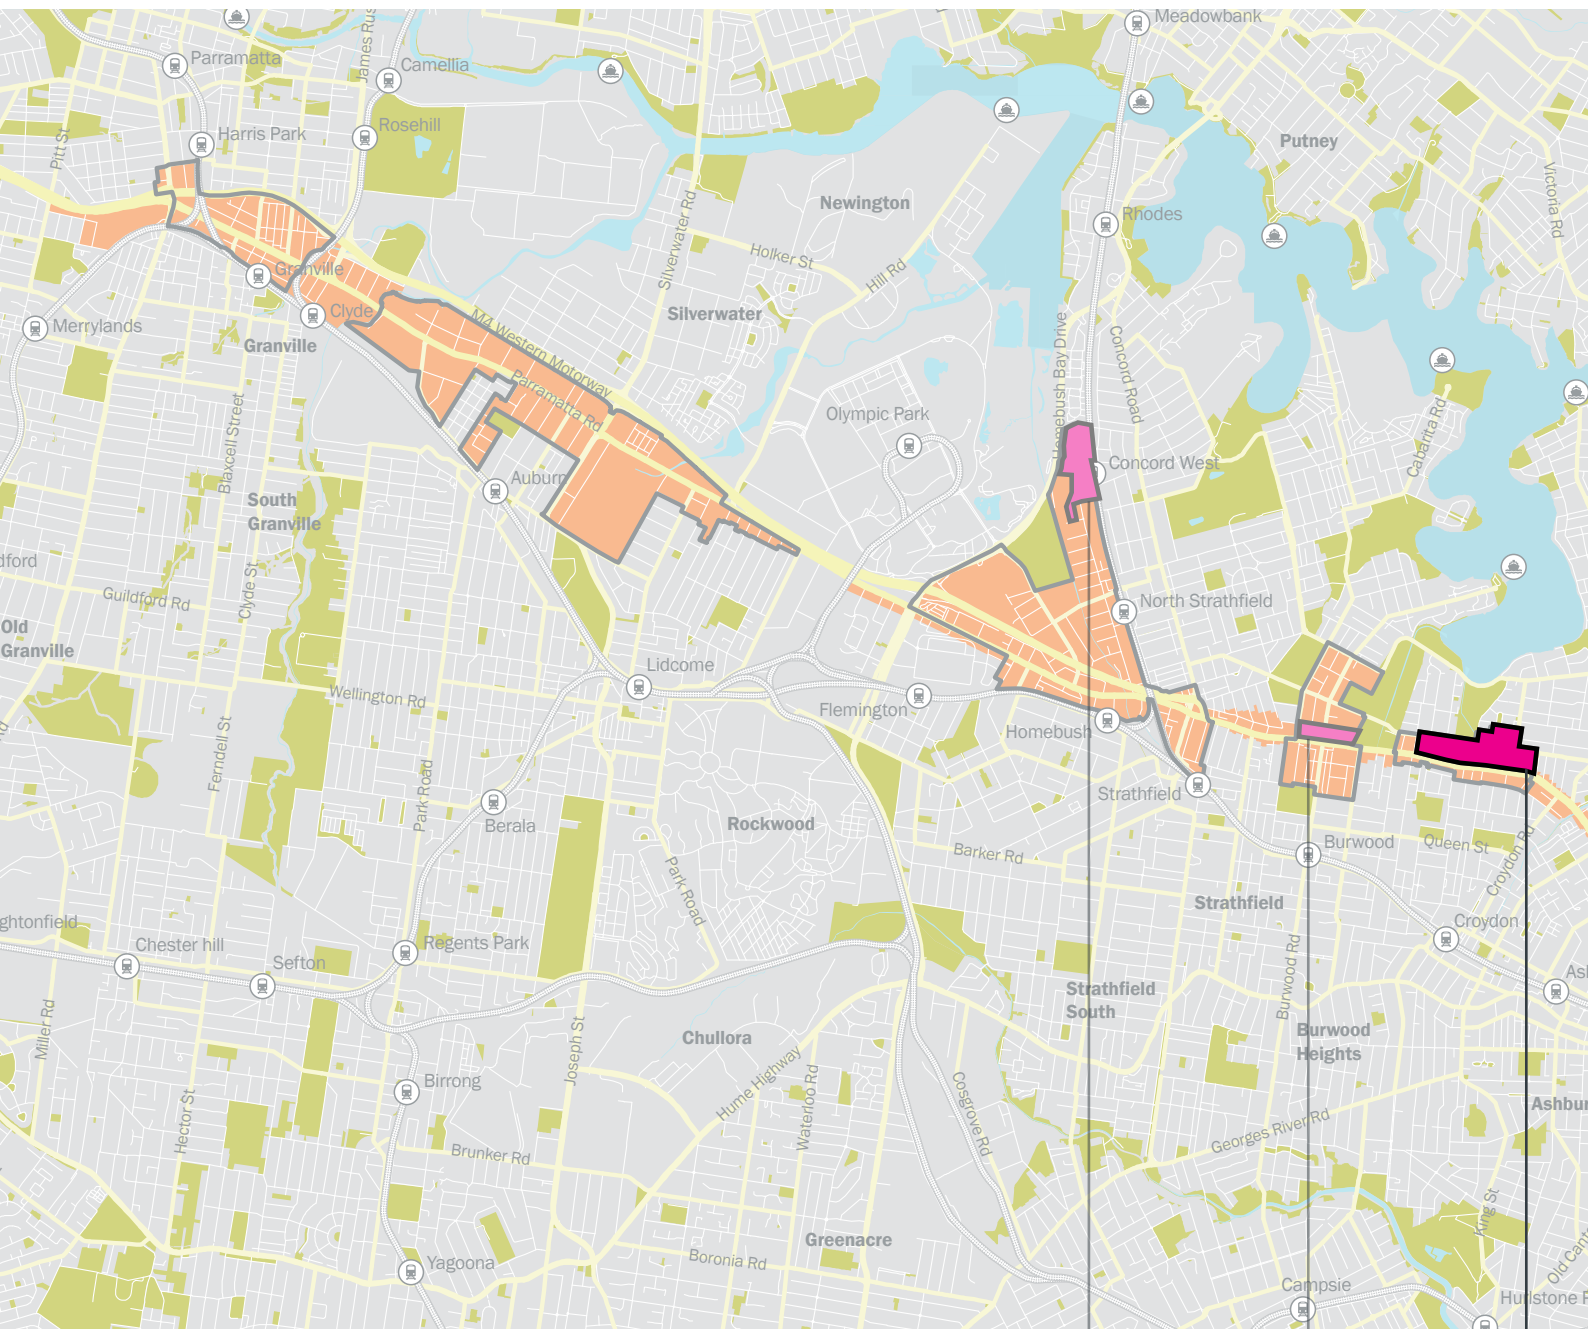 Meadowbank
James Rus
Parramatta
Camellia
Rosehill
Harris Park
Pitt St
Putney
Victoria Rd
Newington
Silverwater Rd
Rhodes
Holker St
Hill Rd
Granville
Clyde
Merrylands
Granville
M4 Western Motorway
Silverwater
Homebush Bay Drive
Concord Road
Parramatta Rd
Olympic Park
Blaxcell Street
Cabarita Rd
Concord West
Auburn
South
Granville
dford
Clyde St
Guildford Rd
North Strathfield
Old
Granville
Lidcome
Wellington Rd
Flemington
Homebush
Ferndell St
Park Road
Strathfield
Berala
Rockwood
Barker Rd
Burwood
Queen St
Croydon Rd
Park Road
Strathfield
Croydon
ghtonfield
Chester hill
Regents Park
Sefton
Burwood Rd
Asl
Strathfield
South
Miller Rd
Joseph St
Chullora
Burwood
Heights
Hume Highway
Waterloo Rd
Cosgrove Rd
Birrong
Hector St
Ashbur
Georges River Rd
Brunker Rd
King St
Greenacre
Boronia Rd
Yagoona
Old Cant
Campsie
Hurlstone P